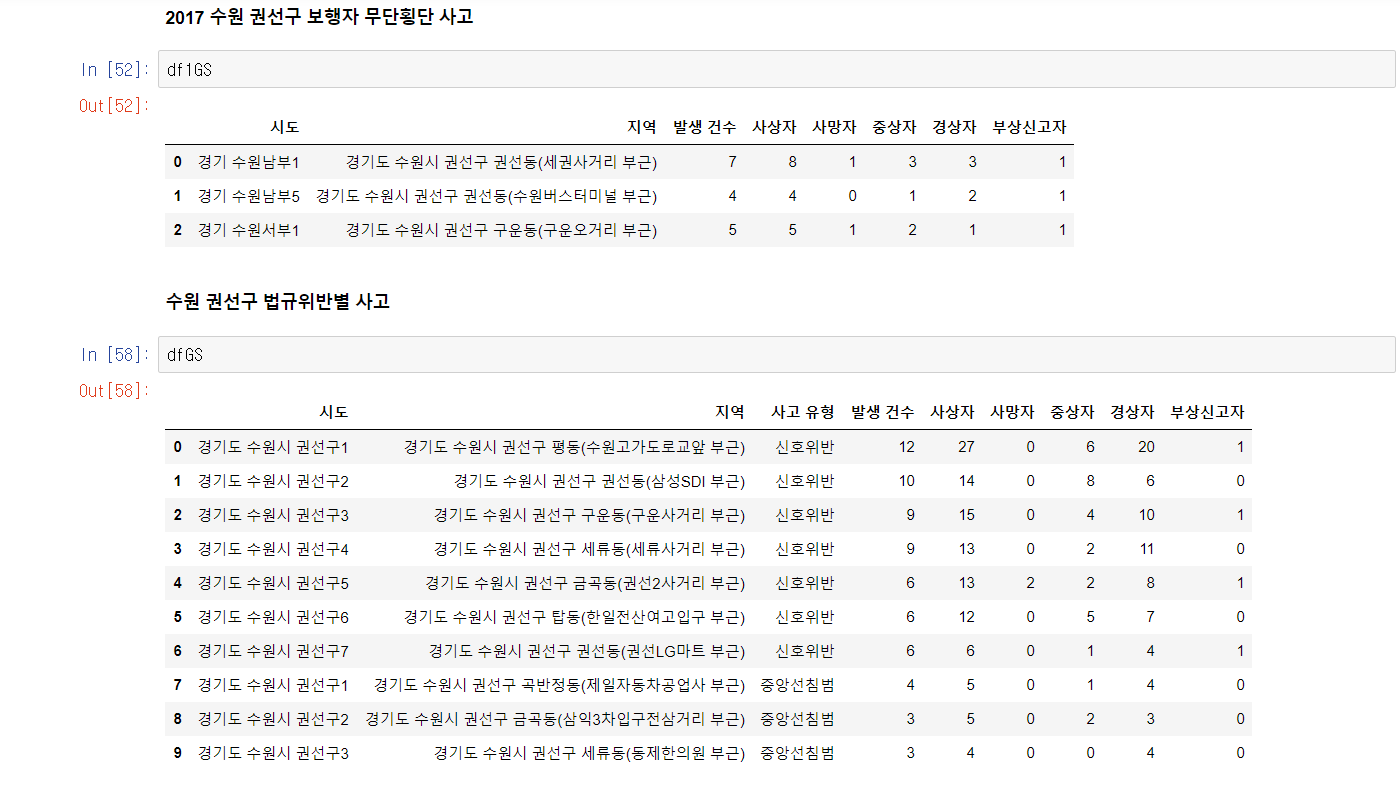 2017 수원 권선구 보행자 무단횡단 사고
In [52]: df1GS
Out[52]:
시도 지역 발생 건수 사상자 사망자 중상자 경상자 부상신고자
0 경기 수원남부1 경기도 수원시 권선구 권선동(세권사거리 부근) 7 8 1 3 3 1
1 경기 수원남부5 경기도 수원시 권선구 권선동(수원버스터미널 부근) 4 4 0 1 2 1
2 경기 수원서부1 경기도 수원시 권선구 구운동(구운오거리 부근) 5 5 1 2 1 1
수원 권선구 법규위반별 사고
In [58]: dfGS
Out[58]:
시도 지역 사고 유형 발생 건수 사상자 사망자 중상자 경상자 부상신고자
0 경기도 수원시 권선구1 경기도 수원시 권선구 평동(수원고가도로교앞 부근) 신호위반 12 27 0 6 20 1
1 경기도 수원시 권선구2 경기도 수원시 권선구 권선동(삼성SDI 부근) 신호위반 10 14 0 8 6 0
2 경기도 수원시 권선구3 경기도 수원시 권선구 구운동(구운사거리 부근) 신호위반 9 15 0 4 10 1
3 경기도 수원시 권선구4 경기도 수원시 권선구 세류동(세류사거리 부근) 신호위반 9 13 0 2 11 0
4 경기도 수원시 권선구5 경기도 수원시 권선구 금곡동(권선2사거리 부근) 신호위반 6 13 2 2 8 1
5 경기도 수원시 권선구6 경기도 수원시 권선구 탑동(한일전산여고입구 부근) 신호위반 6 12 0 5 7 0
6 경기도 수원시 권선구7 경기도 수원시 권선구 권선동(권선LG마트 부근) 신호위반 6 6 0 1 4 1
7 경기도 수원시 권선구1 경기도 수원시 권선구 곡반정동(제일자동차공업사 부근) 중앙선침범 4 5 0 1 4 0
8 경기도 수원시 권선구2 경기도 수원시 권선구 금곡동(삼익3차입구전삼거리 부근) 중앙선침범 3 5 0 2 3 0
9 경기도 수원시 권선구3 경기도 수원시 권선구 세류동(동제한의원 부근) 중앙선침범 3 4 0 0 4 0